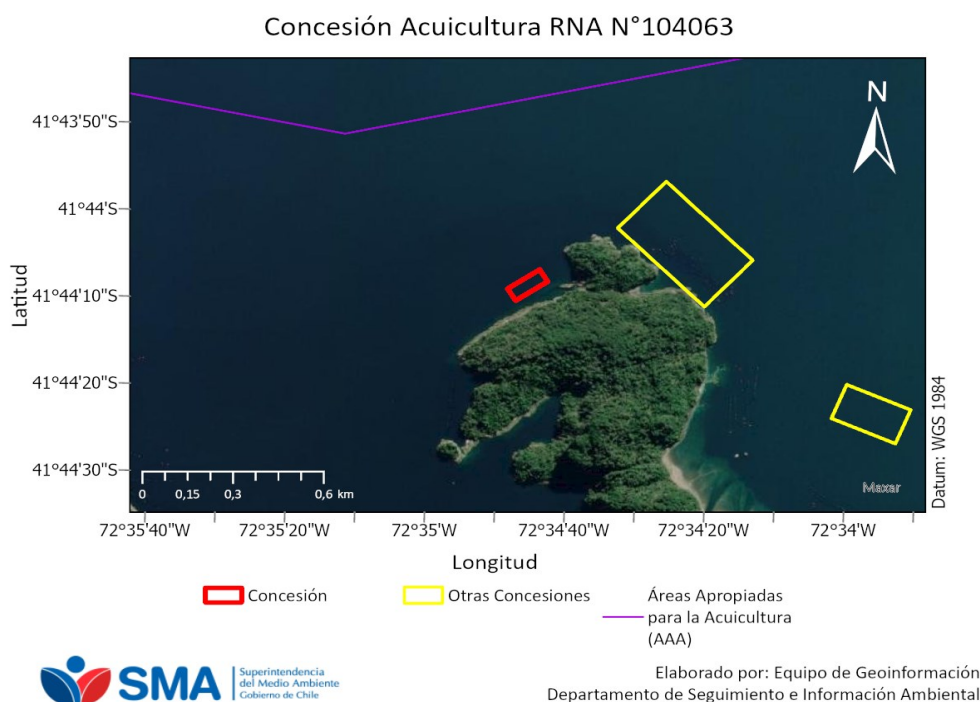 Concesión Acuicultura RNA N°104063
N
41°43'50"S
41°44'S
41°44'10"S
41°44'20"S
41°44'30"S
Latitud
Datum: WGS 1984
0 0,15 0,3 0,6 km
Maxar
72°35'40"W 72°35'20"W 72°35'W 72°34'40"W 72°34'20"W 72°34'W
Longitud
Concesión
Otras Concesiones
Áreas Apropiadas
para la Acuicultura
(AAA)
SMA
Superintendencia
del Medio Ambiente
Gobierno de Chile
Elaborado por: Equipo de Geoinformación
Departamento de Seguimiento e Información Ambiental